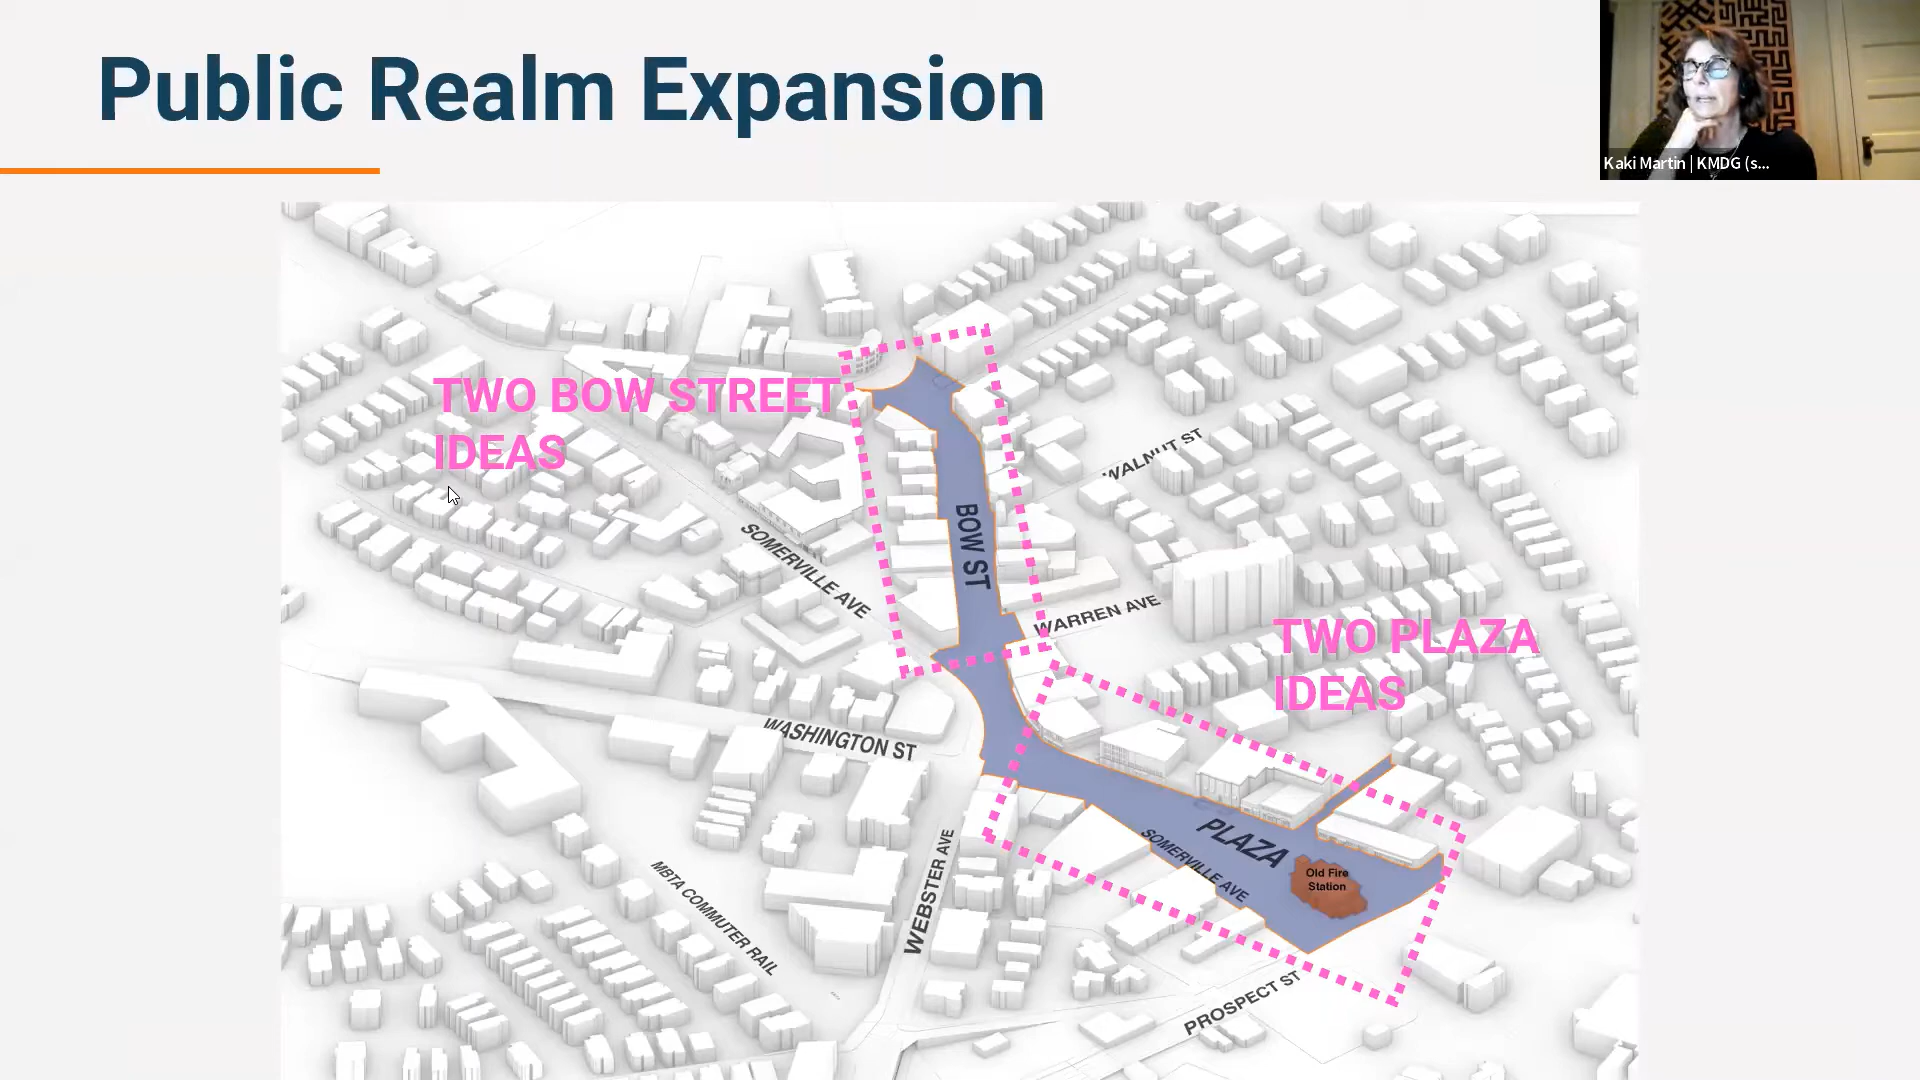 Public Realm Expansion
Kaki Martin | KMDG (s...
TWO BOW STREET
IDEAS
WALNUT ST
BOW ST
SOMERVILLE AVE
WARREN AVE
TWO PLAZA
IDEAS
WASHINGTON ST
PLAZA
SOMERVILLE AVE
Old Fire
Station
WEBSTER AVE
MBTA COMMUTER RAIL
PROSPECT ST